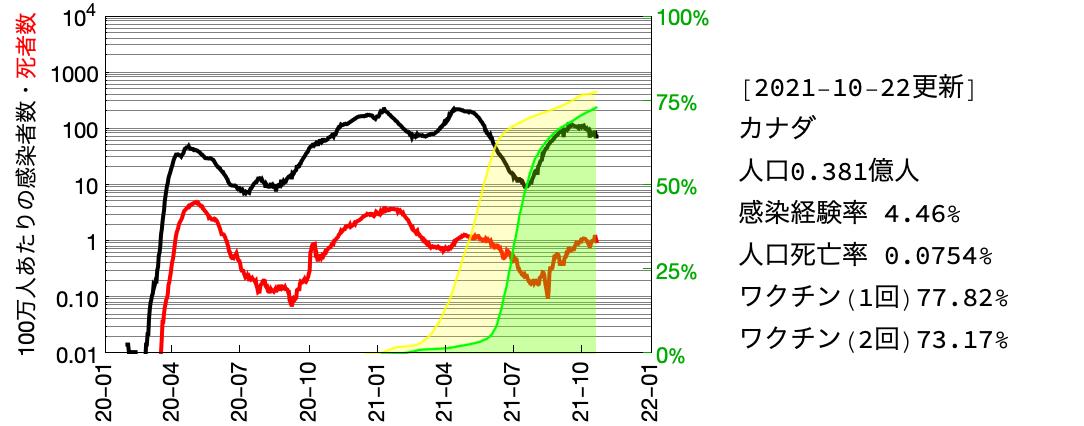 100万人あたりの感染者数・死者数
10^4
1000
100
10
1
0.10
0.01
100%
75%
50%
25%
0%
20-01
20-04
20-07
20-10
21-01
21-04
21-07
21-10
22-01
[2021-10-22更新]
カナダ
人口0.381億人
感染経験率 4.46%
人口死亡率 0.0754%
ワクチン(1回)77.82%
ワクチン(2回)73.17%